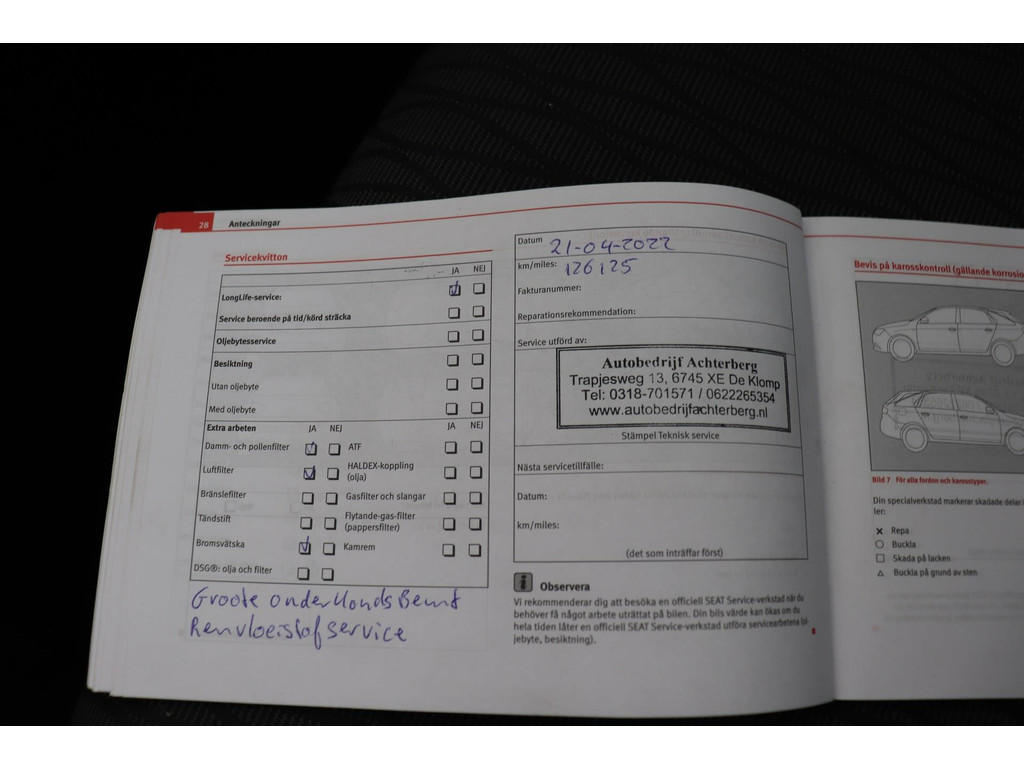 28 Anteckningar
Servicekvitton
JA NEJ
LongLife-service:
Service beroende på tid/körd sträcka
Oljebytesservice
Besiktning
Utan oljebyte
Med oljebyte
Extra arbeten JA NEJ JA NEJ
Damm- och pollenfilter ATF
Luftfilter HALDEX-koppling
(olja)
Bränslefilter Gasfilter och slangar
Tändstift Flytande-gas-filter
(pappersfilter)
Bromsvätska Kamrem
DSG®: olja och filter
Groote onderhouds Beurt
Remvloeistof service
Datum 21-04-2022
km/miles: 126125
Fakturanummer:
Reparationsrekommendation:
Service utförd av:
Autobedrijf Achterberg
Trapjesweg 13, 6745 XE De Klomp
Tel: 0318-701571 / 0622265354
www.autobedrijfachterberg.nl
Stämpel Teknisk service
Nästa servicetillfälle:
Datum:
km/miles:
(det som inträffar först)
i Observera
Vi rekommenderar dig att besöka en officiell SEAT Service-verkstad när du
behöver få något arbete uträttat på bilen. Din bils värde kan ökas om du
hela tiden låter en officiell SEAT Service-verkstad utföra servicearbetena (ol-
jebyte, besiktning).
Bevis på karosskontroll (gällande korrosio
Bild 7 För alla fordon och karosstyper.
Din specialverkstad markerar skadade delar
ler:
Repa
Buckla
Skada på lacken
Buckla på grund av sten